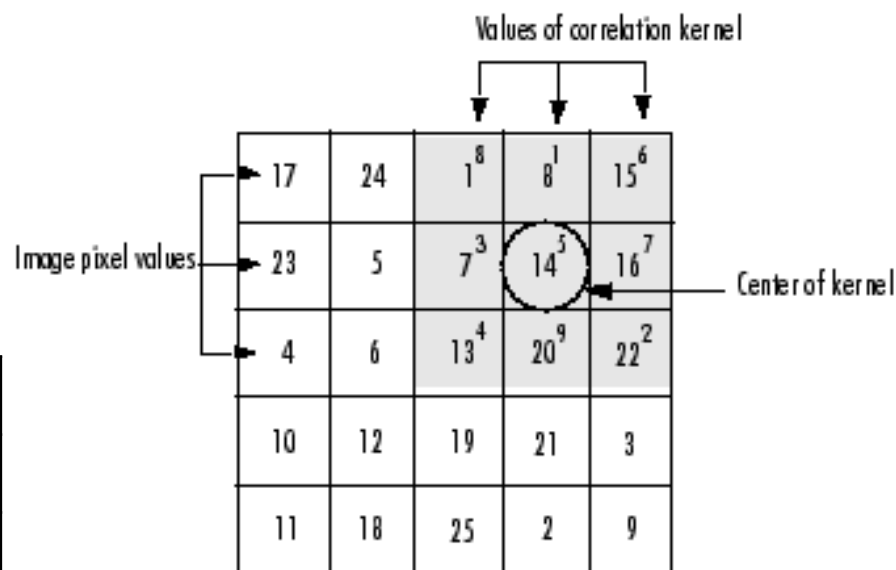 Values of correlation kernel
17 24 1 8 8 1 15 6
Image pixel values 23 5 7 3 14 5 16 7
Center of kernel
4 6 13 4 20 9 22 2
10 12 19 21 3
11 18 25 2 9